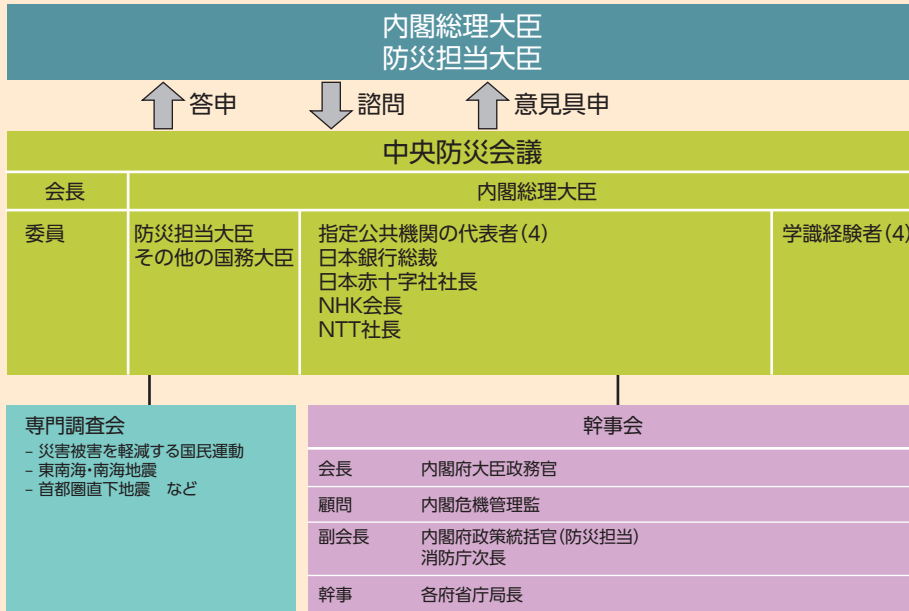 内閣総理大臣
防災担当大臣
答申
諮問
意見具申
中央防災会議
会長
内閣総理大臣
委員
防災担当大臣
その他の国務大臣
指定公共機関の代表者(4)
日本銀行総裁
日本赤十字社社長
NHK会長
NTT社長
学識経験者(4)
専門調査会
– 災害被害を軽減する国民運動
– 東南海・南海地震
– 首都圏直下地震　など
幹事会
会長
内閣府大臣政務官
顧問
内閣危機管理監
副会長
内閣府政策統括官(防災担当)
消防庁次長
幹事
各府省庁局長